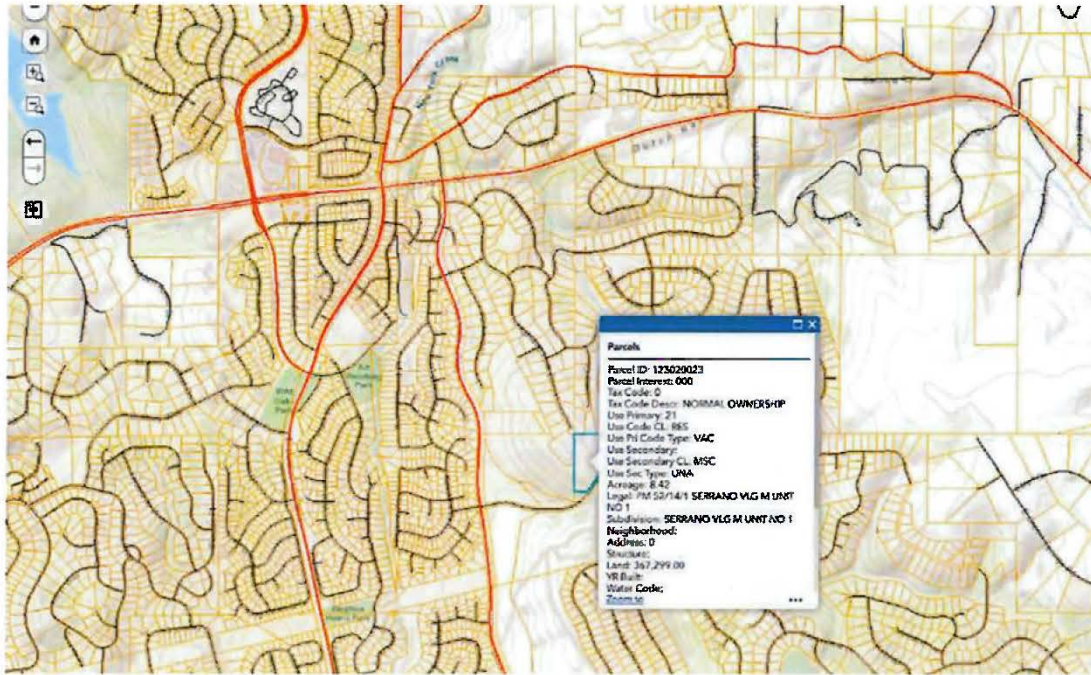 Parcels
Parcel ID: 123020023
Parcel Interest: 000
Tax Code: 0
Tax Code Descr: NORMAL OWNERSHIP
Use Primary: 21
Use Code CL: RES
Use Pri Code Type: VAC
Use Secondary:
Use Secondary CL: MSC
Use Sec Type: UNA
Acreage: 8.42
Legal: PM 52/14/1 SERRANO VLG M UNIT
NO 1
Subdivision: SERRANO VLG M UNIT NO 1
Neighborhood:
Address: 0
Structure:
Land: 367,299.00
YR Built:
Water Code:
Zoom to